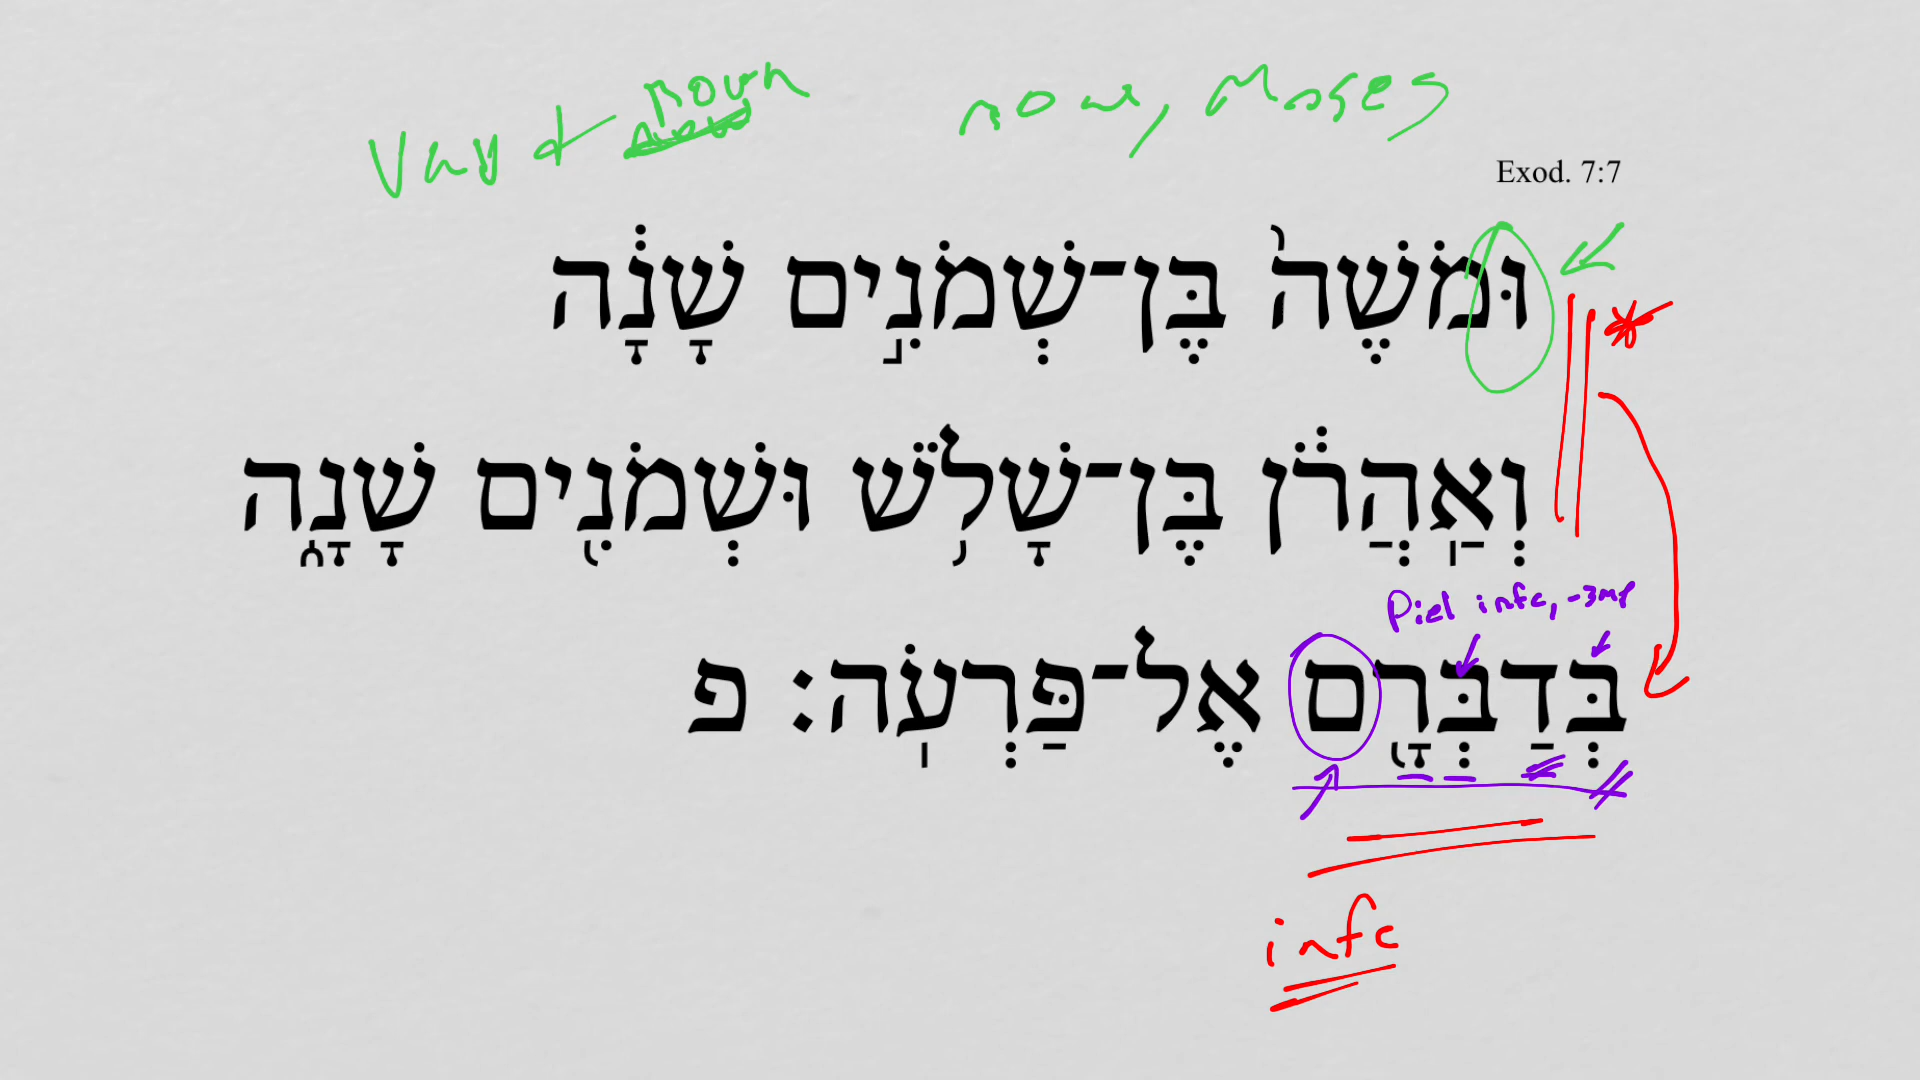 Vav + noun now, Moses
Exod. 7:7
וּמֹשֶׁה֙ בֶּן־שְׁמֹנִ֣ים שָׁנָ֔ה
וְאַֽהֲרֹ֔ן בֶּן־שָׁלֹ֥שׁ וּשְׁמֹנִ֖ים שָׁנָ֑ה
Piel infc, -3mp
בְּדַבְּרָ֖ם אֶל־פַּרְעֹֽה׃ פ
infc